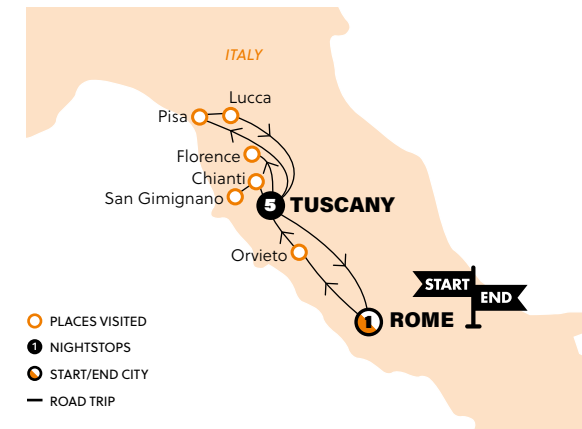 ITALY
Lucca
Pisa
Florence
Chianti
San Gimignano
5 TUSCANY
Orvieto
START
END
1 ROME
PLACES VISITED
1 NIGHTSTOPS
START/END CITY
ROAD TRIP